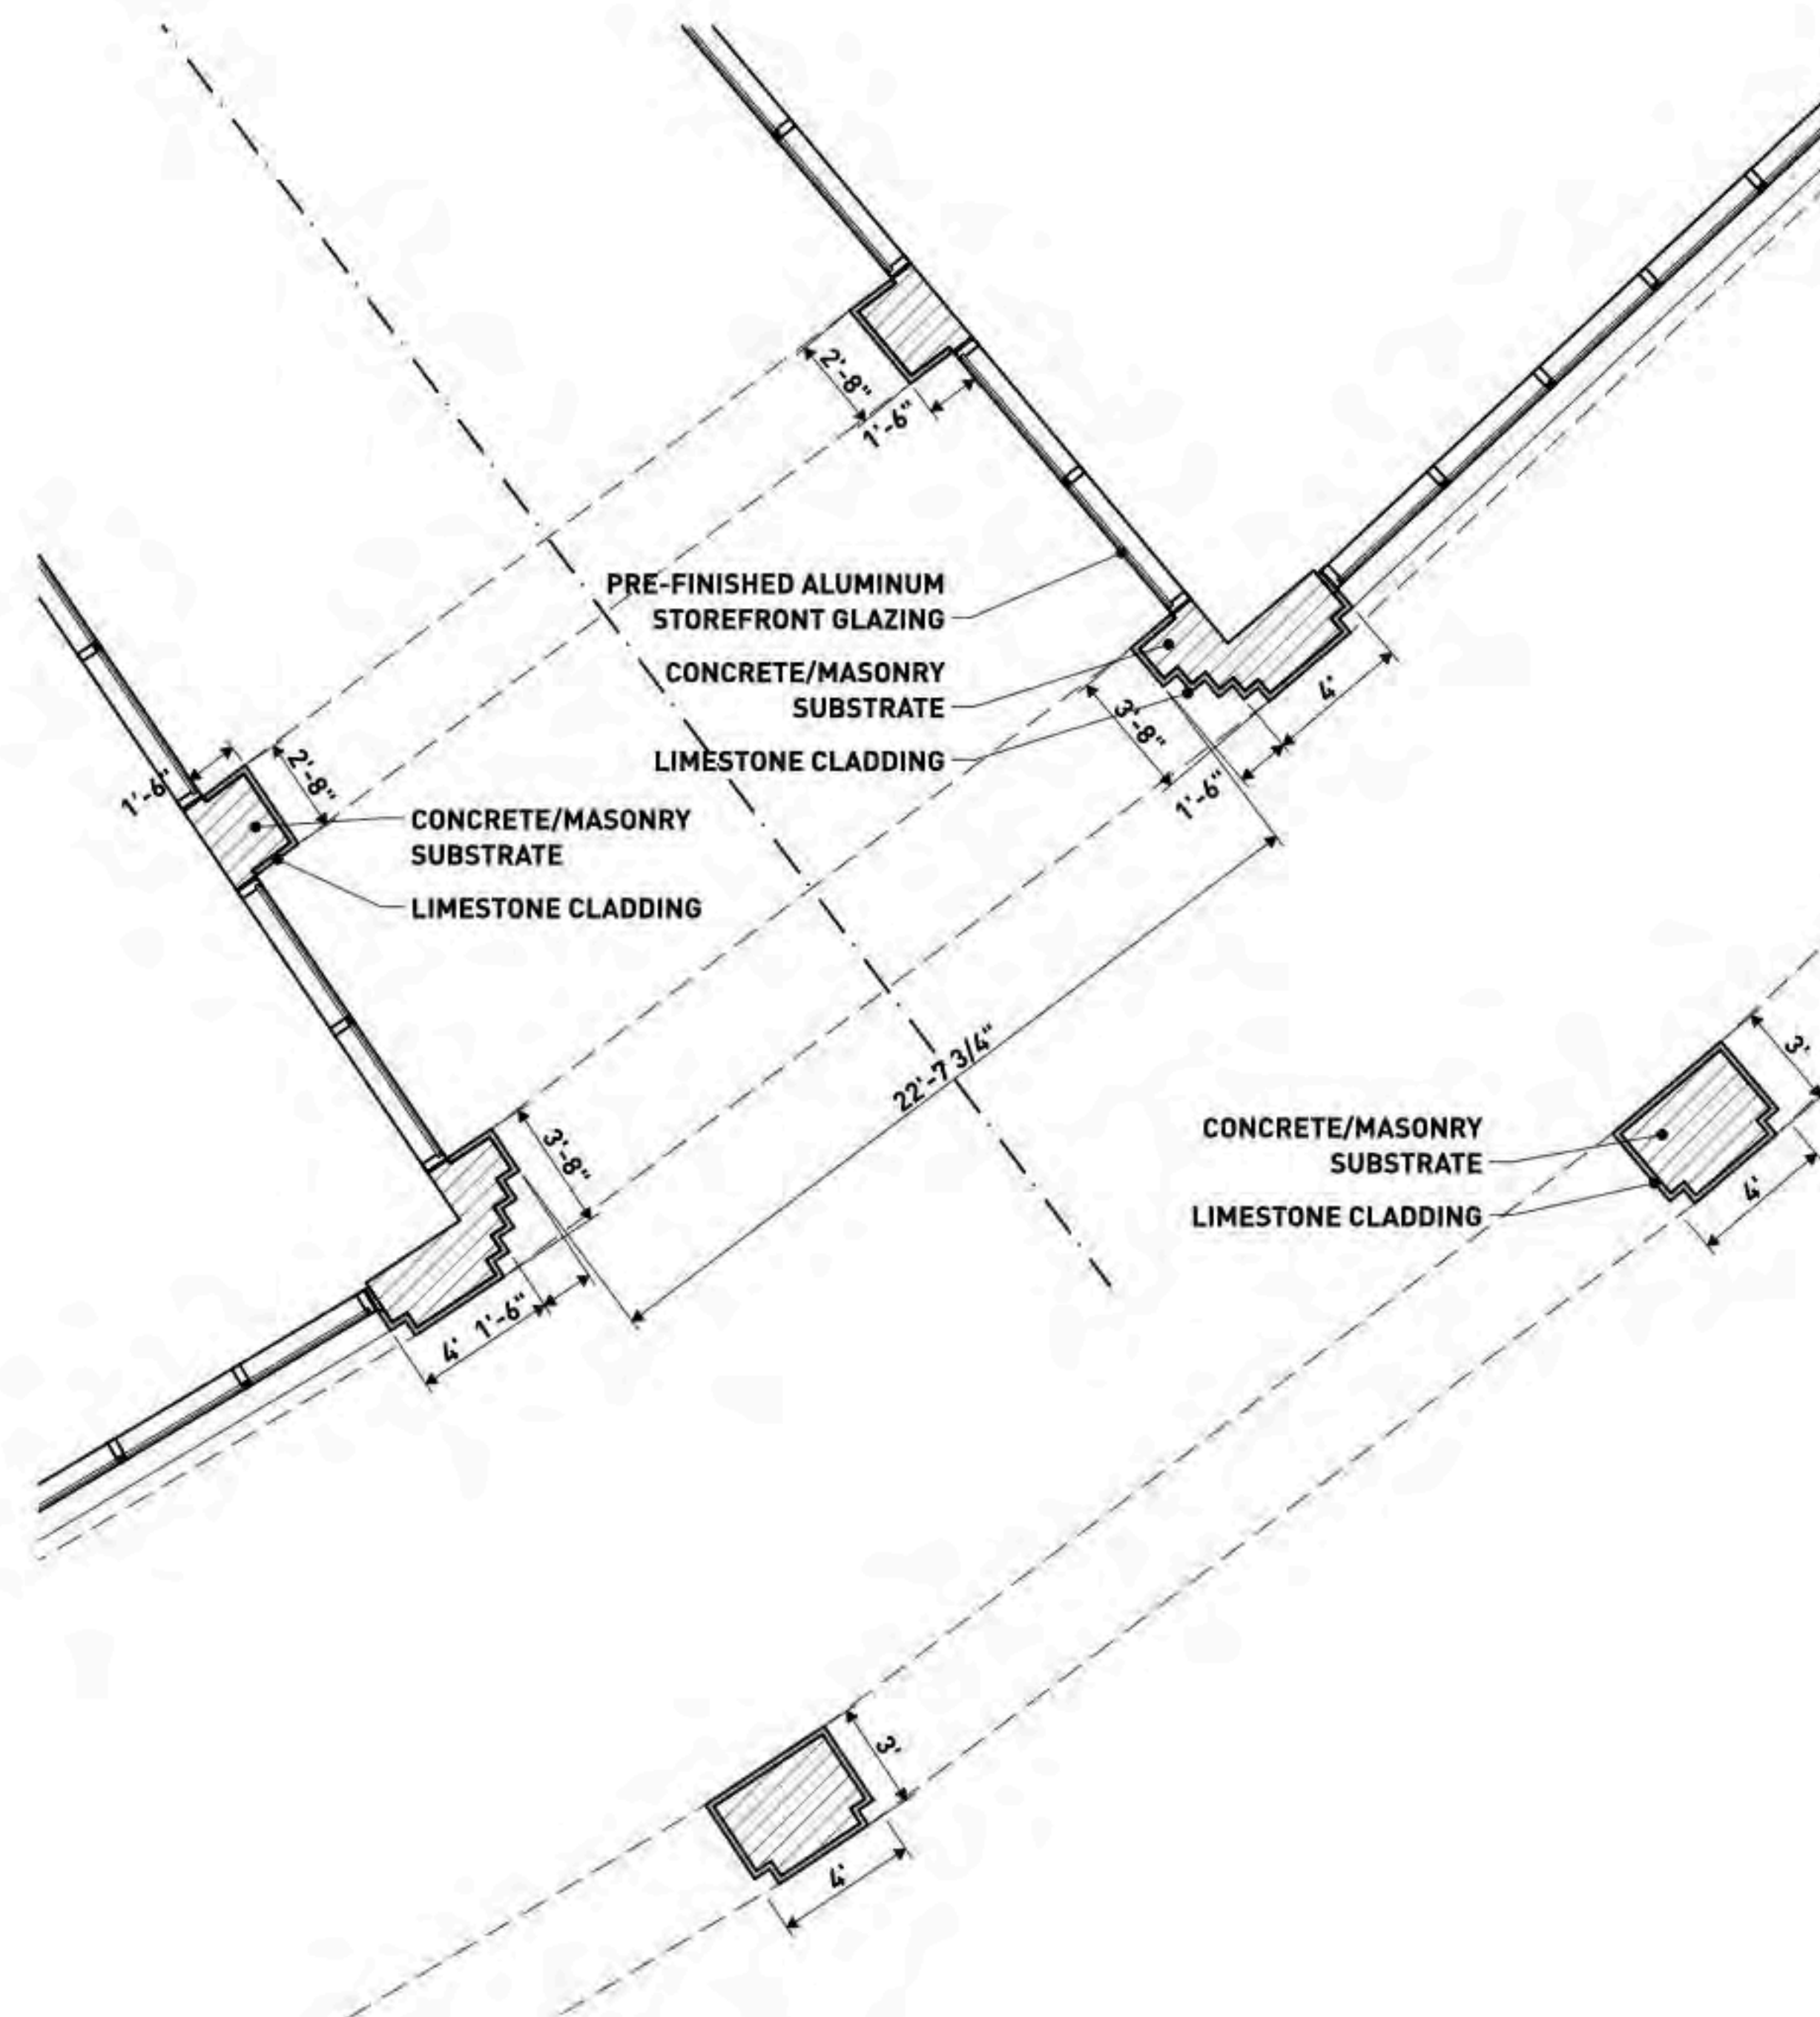 2'-8"
1'-6"
PRE-FINISHED ALUMINUM
STOREFRONT GLAZING
CONCRETE/MASONRY
SUBSTRATE
LIMESTONE CLADDING
3'-8"
4'
1'-6"
1'-6"
2'-8"
CONCRETE/MASONRY
SUBSTRATE
LIMESTONE CLADDING
22'-7 3/4"
3'-8"
4'
1'-6"
3'
CONCRETE/MASONRY
SUBSTRATE
LIMESTONE CLADDING
4'
3'
4'